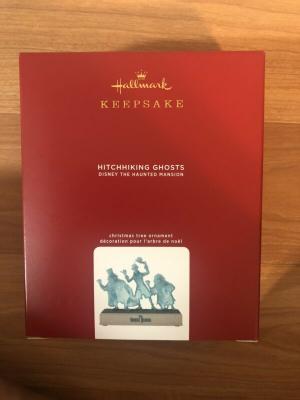 Hallmark
KEEPSAKE
HITCHHIKING GHOSTS
DISNEY THE HAUNTED MANSION
christmas tree ornament
décoration pour l'arbre de noël